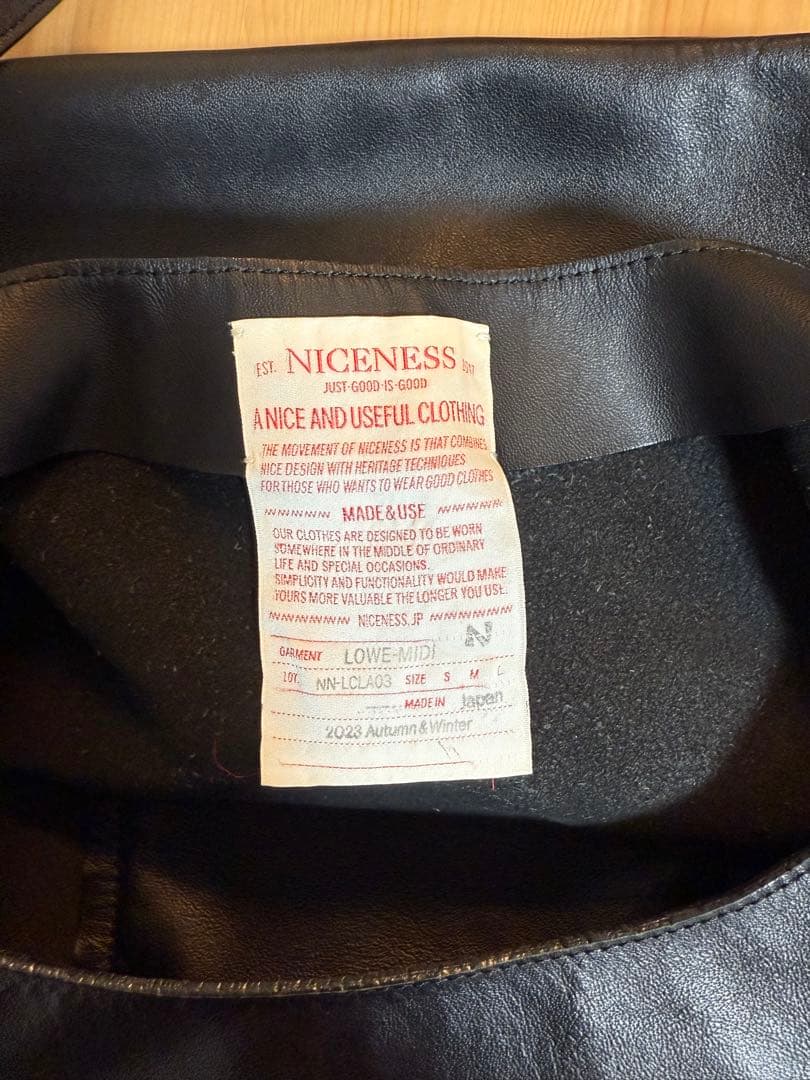 EST. NICENESS 2017
JUST·GOOD·IS·GOOD
A NICE AND USEFUL CLOTHING
THE MOVEMENT OF NICENESS IS THAT COMBINES
NICE DESIGN WITH HERITAGE TECHNIQUES
FOR THOSE WHO WANTS TO WEAR GOOD CLOTHES
MADE & USE
OUR CLOTHES ARE DESIGNED TO BE WORN
SOMEWHERE IN THE MIDDLE OF ORDINARY
LIFE AND SPECIAL OCCASIONS.
SIMPLICITY AND FUNCTIONALITY WOULD MAKE
YOURS MORE VALUABLE THE LONGER YOU USE.
NICENESS.JP
N
GARMENT LOWE-MIDI
LOT. NN-LCLA03 SIZE S M L
MADE IN Japan
2023 Autumn & Winter